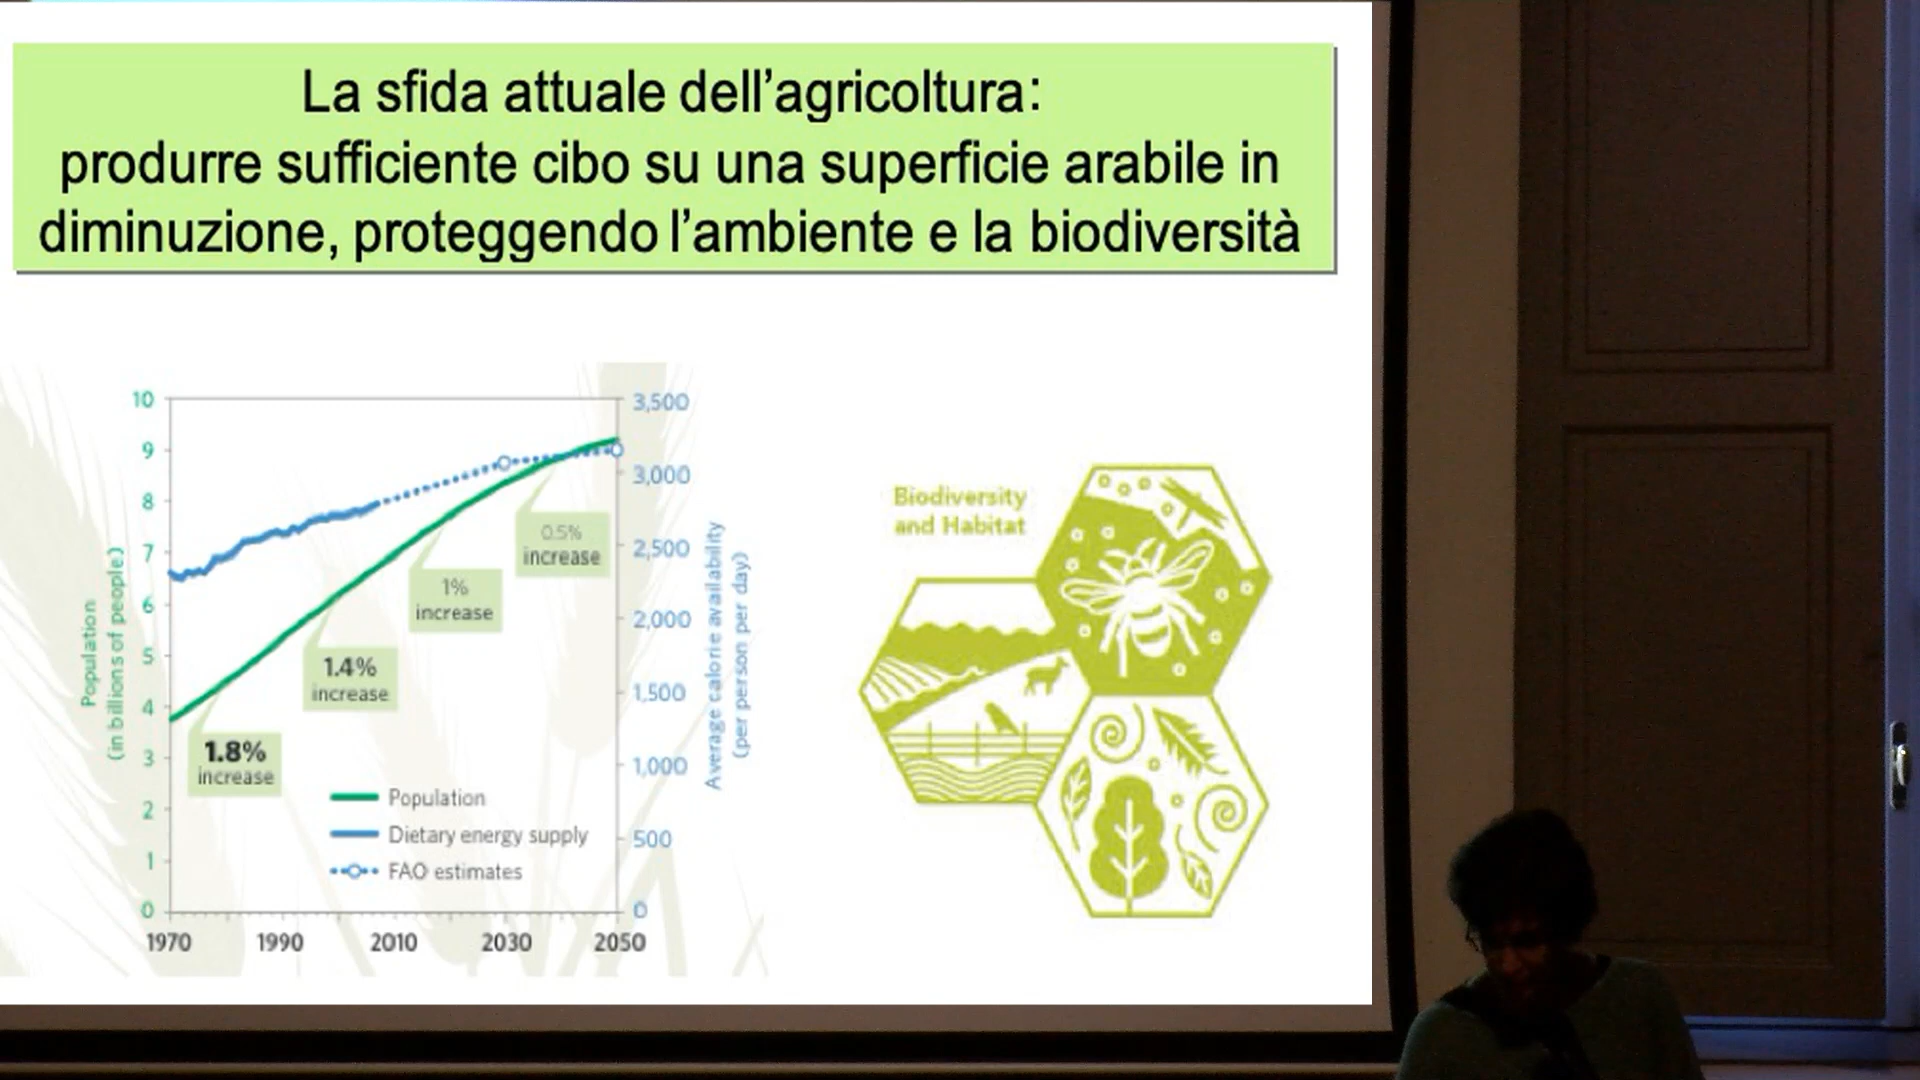 La sfida attuale dell’agricoltura:
produrre sufficiente cibo su una superficie arabile in
diminuzione, proteggendo l’ambiente e la biodiversità
10
9
8
7
6
5
4
3
2
1
0
Population
(in billions of people)
3,500
3,000
2,500
2,000
1,500
1,000
500
0
Average calorie availability
(per person per day)
0.5%
increase
1%
increase
1.4%
increase
1.8%
increase
Population
Dietary energy supply
FAO estimates
1970 1990 2010 2030 2050
Biodiversity
and Habitat